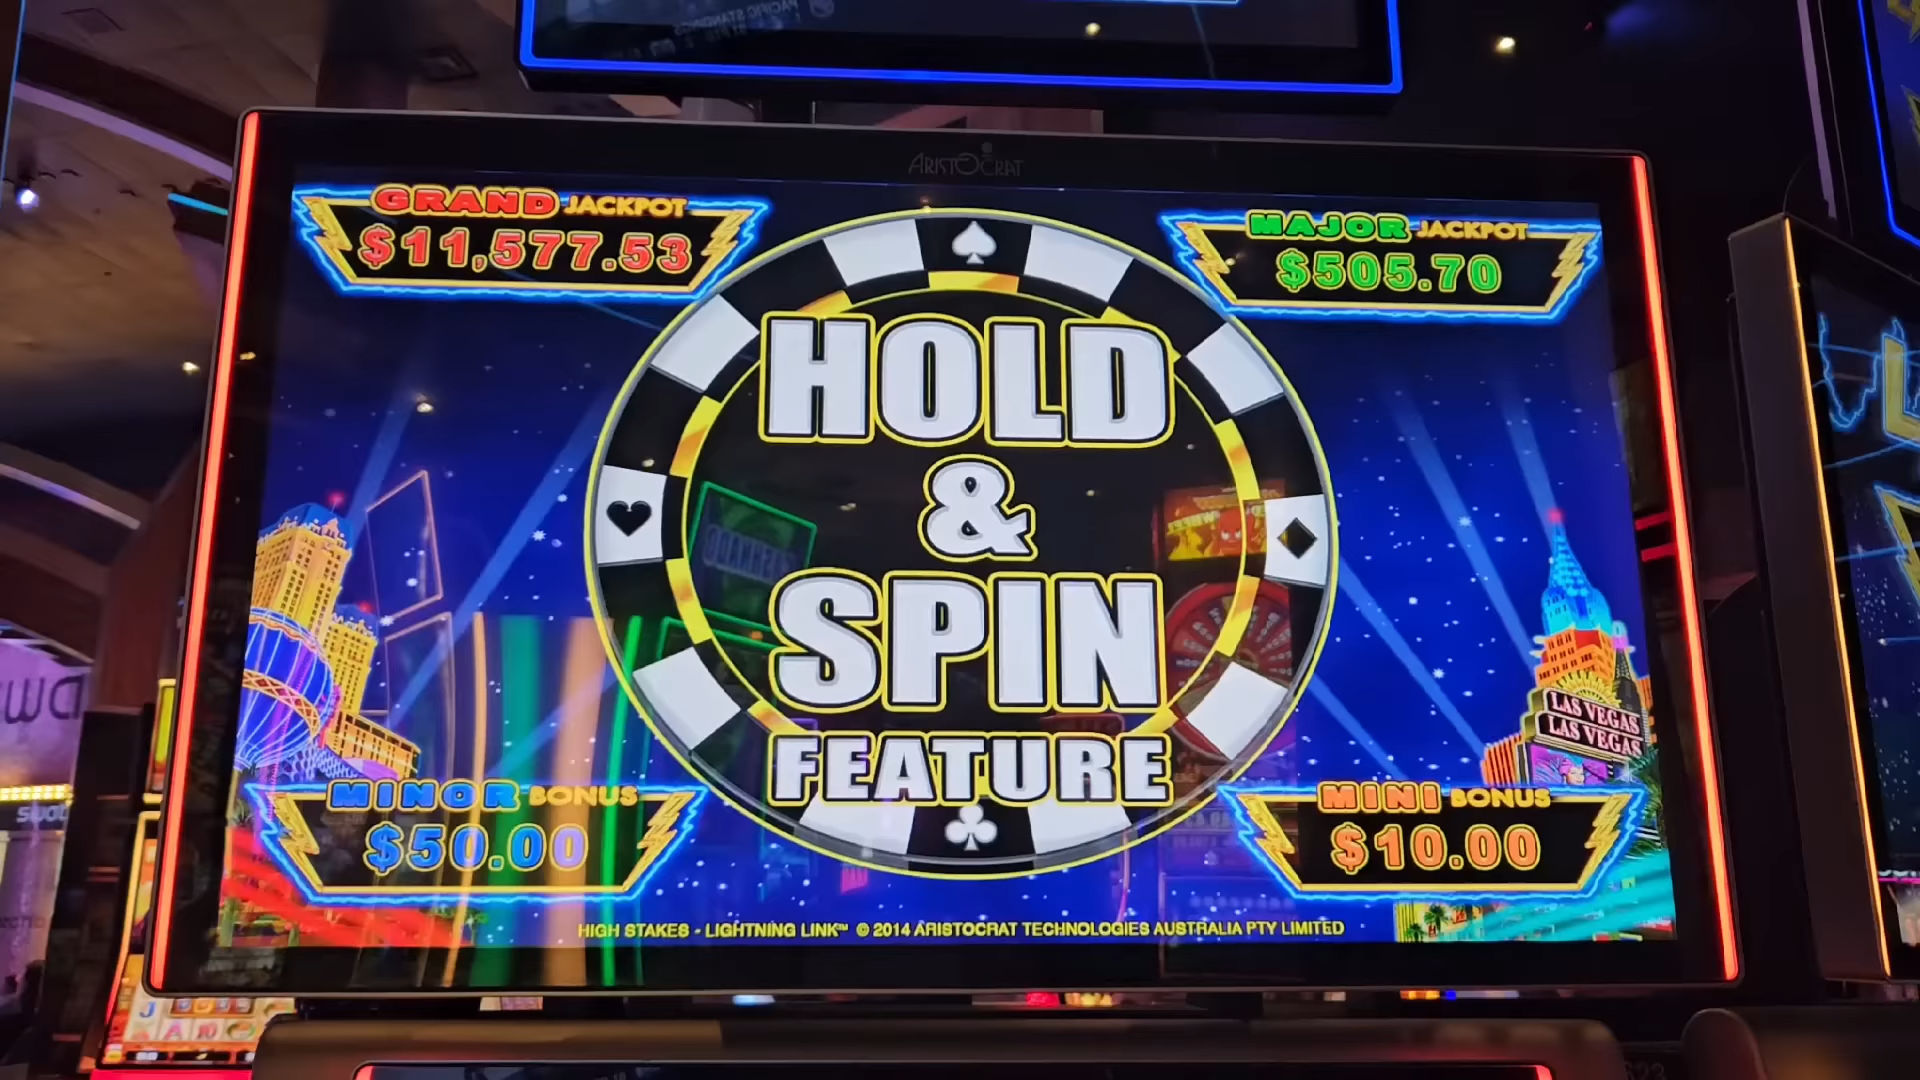 ARISTOCRAT
GRAND JACKPOT
$11,577.53
MAJOR JACKPOT
$505.70
HOLD
&
SPIN
FEATURE
LAS VEGAS
LAS VEGAS
MINOR BONUS
$50.00
MINI BONUS
$10.00
HIGH STAKES - LIGHTNING LINK™ © 2014 ARISTOCRAT TECHNOLOGIES AUSTRALIA PTY LIMITED